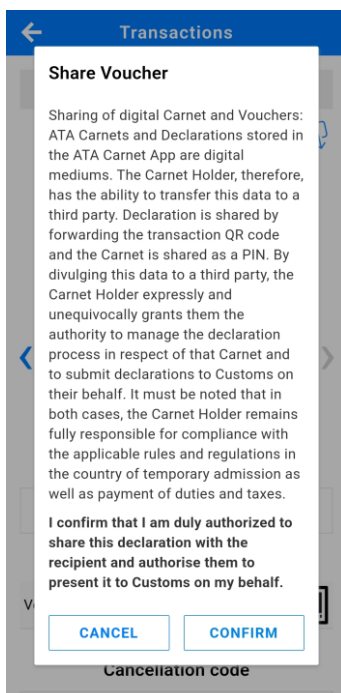 Transactions
Share Voucher
Sharing of digital Carnet and Vouchers:
ATA Carnets and Declarations stored in
the ATA Carnet App are digital
mediums. The Carnet Holder, therefore,
has the ability to transfer this data to a
third party. Declaration is shared by
forwarding the transaction QR code
and the Carnet is shared as a PIN. By
divulging this data to a third party, the
Carnet Holder expressly and
unequivocally grants them the
authority to manage the declaration
process in respect of that Carnet and
to submit declarations to Customs on
their behalf. It must be noted that in
both cases, the Carnet Holder remains
fully responsible for compliance with
the applicable rules and regulations in
the country of temporary admission as
well as payment of duties and taxes.
I confirm that I am duly authorized to
share this declaration with the
recipient and authorise them to
present it to Customs on my behalf.
CANCEL CONFIRM
Cancellation code